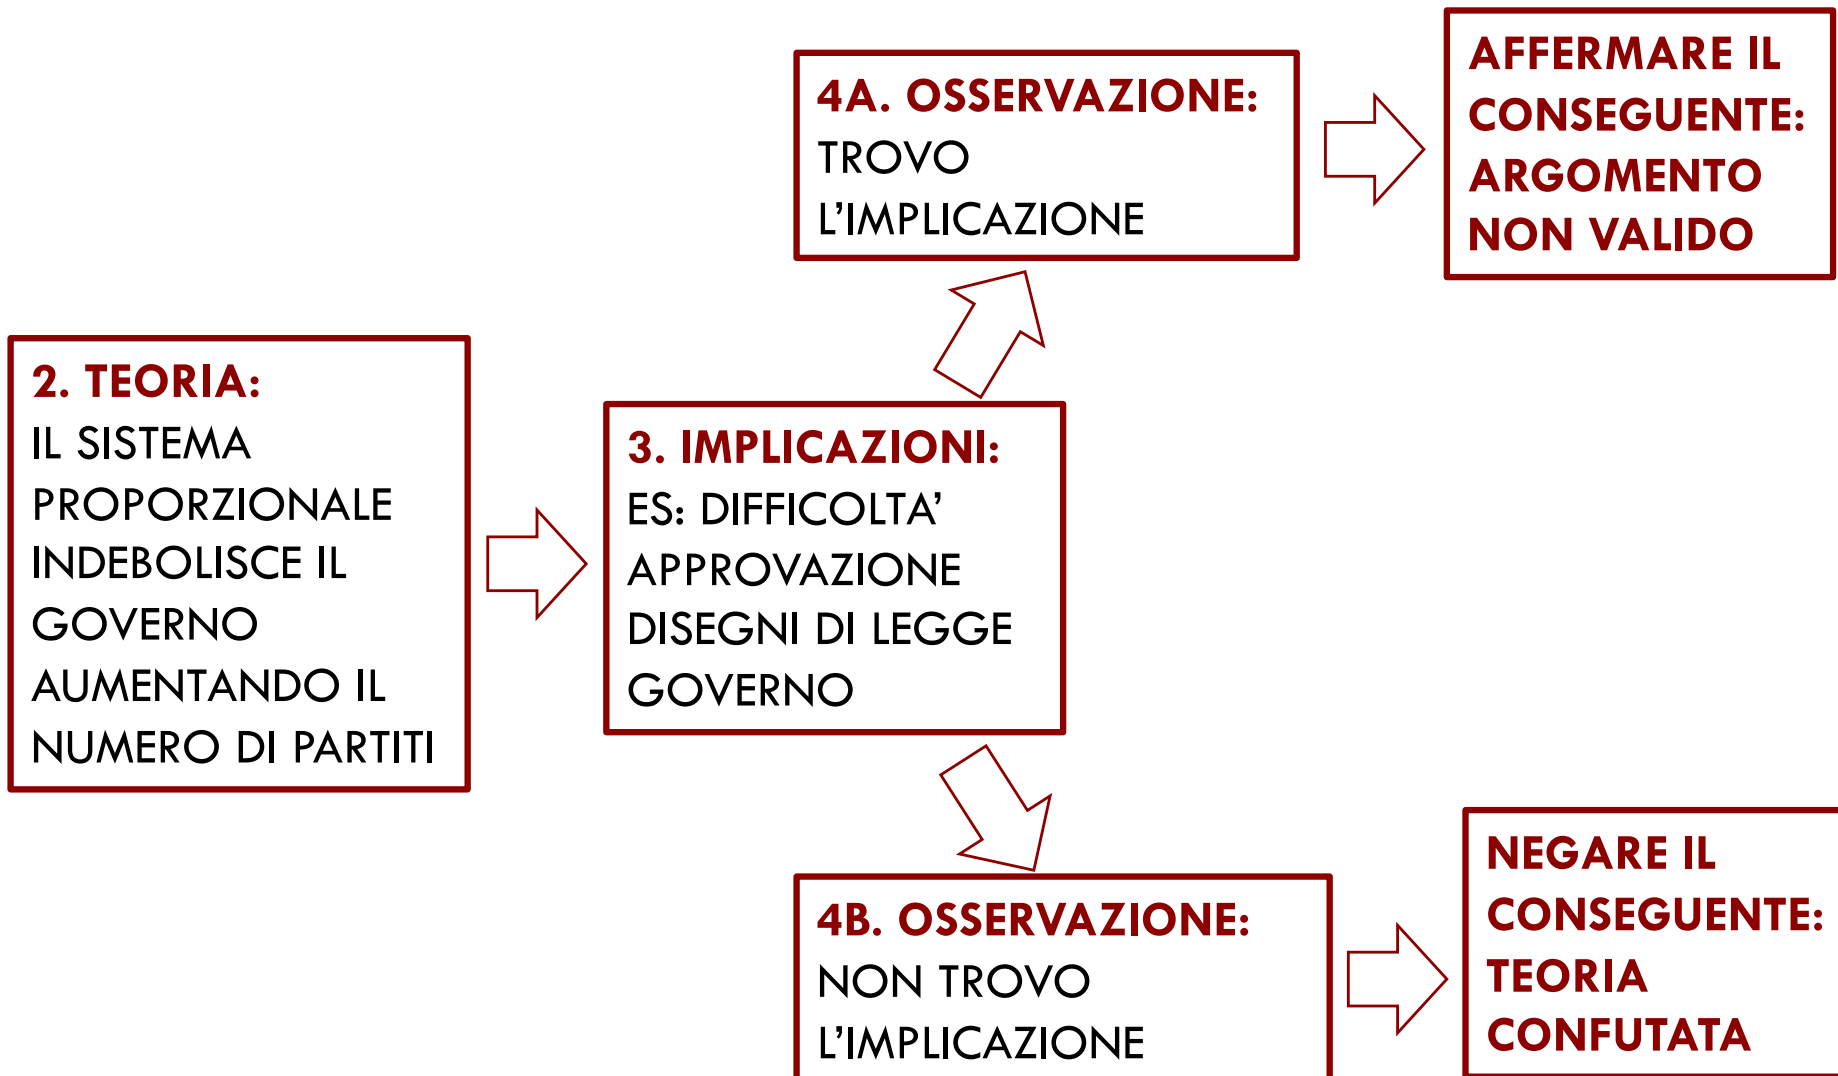 2. TEORIA:
IL SISTEMA
PROPORZIONALE
INDEBOLISCE IL
GOVERNO
AUMENTANDO IL
NUMERO DI PARTITI
3. IMPLICAZIONI:
ES: DIFFICOLTA’
APPROVAZIONE
DISEGNI DI LEGGE
GOVERNO
4A. OSSERVAZIONE:
TROVO
L’IMPLICAZIONE
AFFERMARE IL
CONSEGUENTE:
ARGOMENTO
NON VALIDO
4B. OSSERVAZIONE:
NON TROVO
L’IMPLICAZIONE
NEGARE IL
CONSEGUENTE:
TEORIA
CONFUTATA